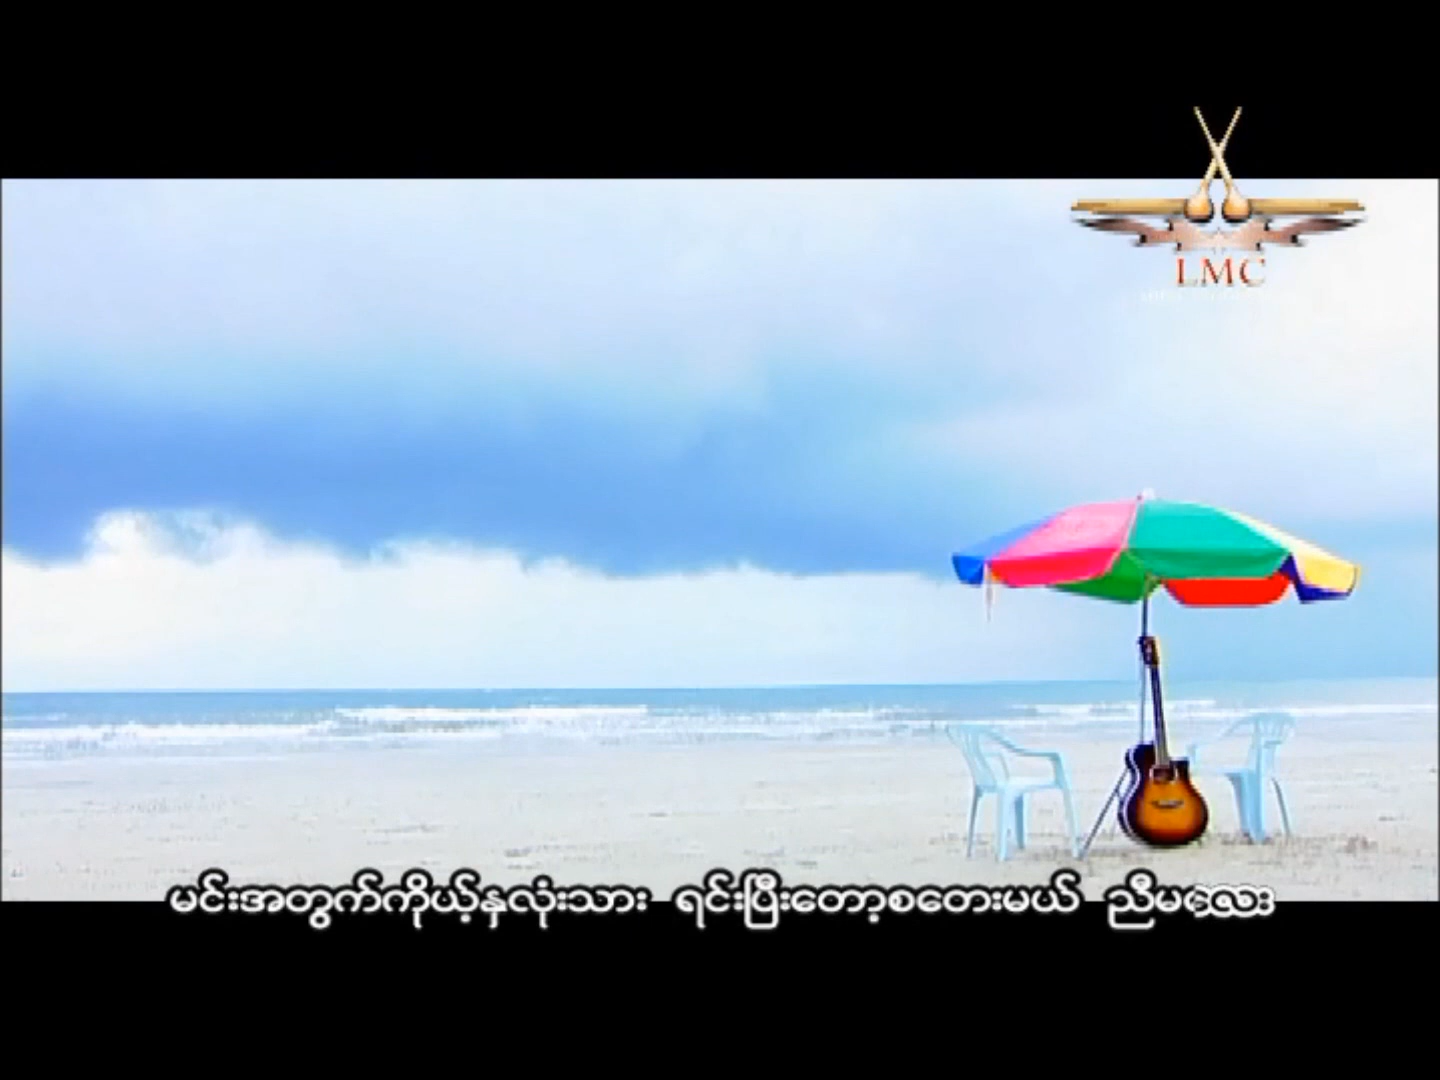 LMC
မင်းအတွက်ကိုယ့်နှလုံးသား ရင်းပြီးတော့စတေးမယ် ညီမလေး